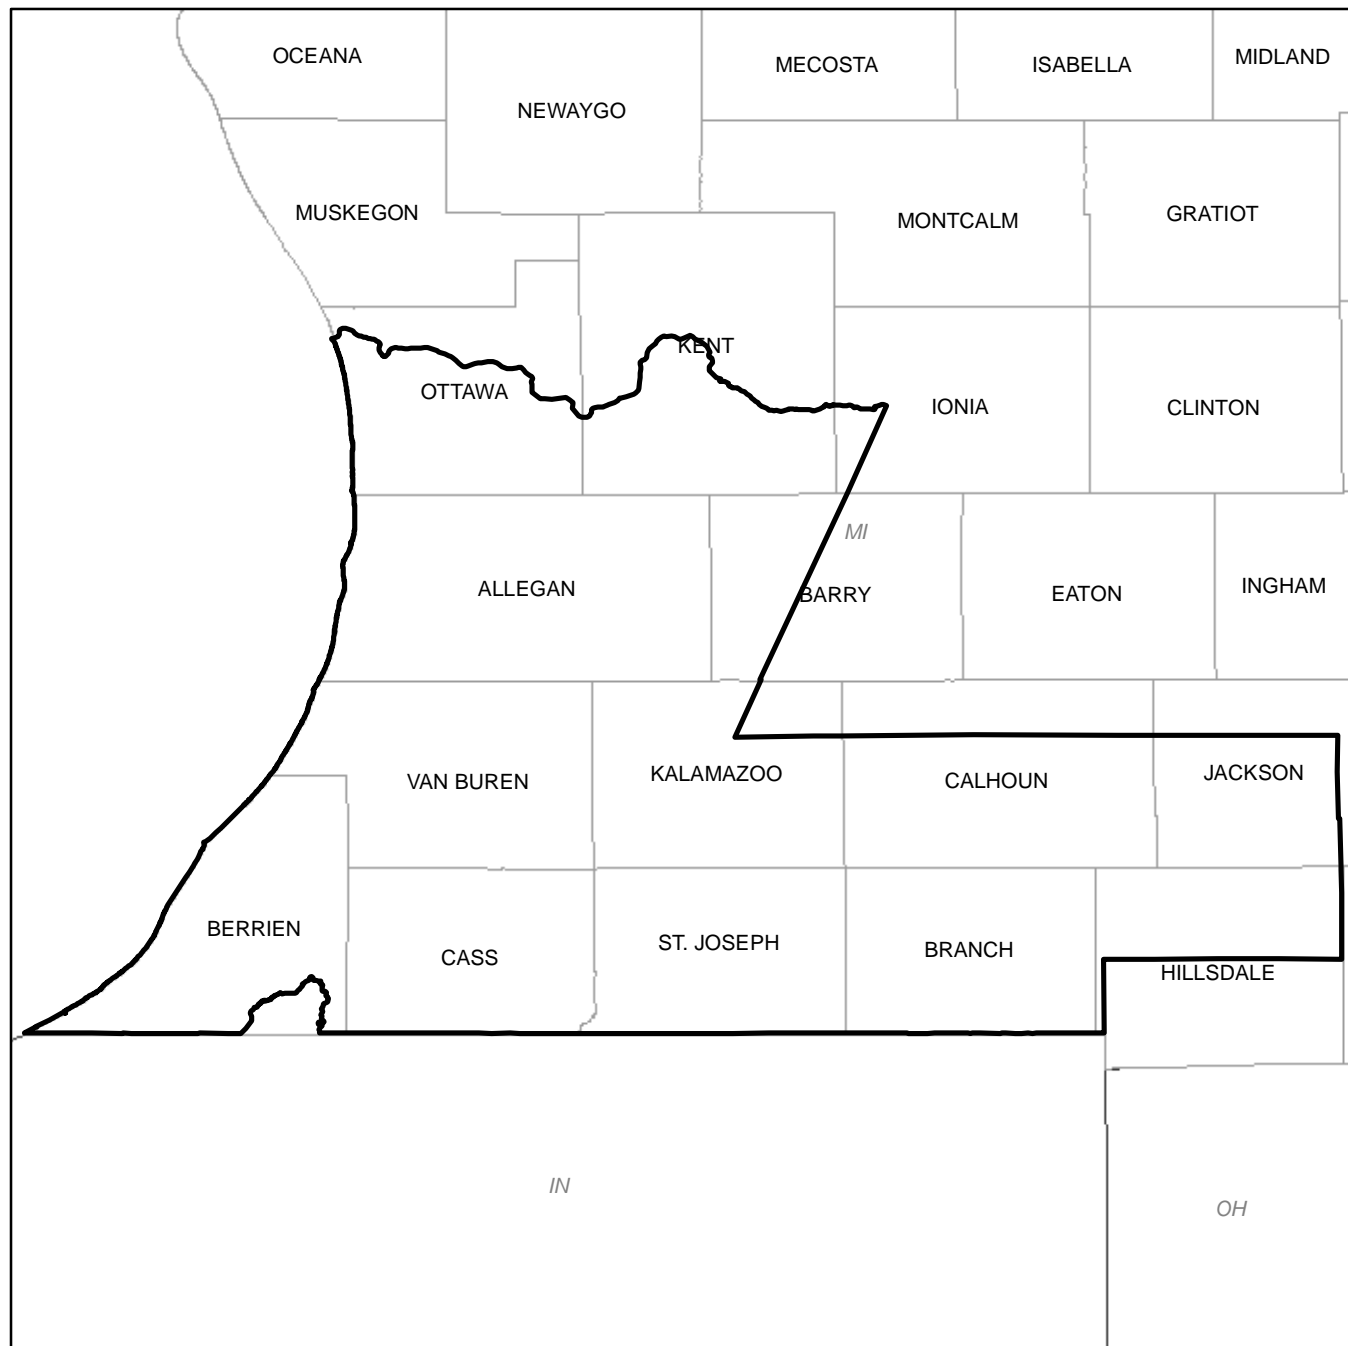 OCEANA
MECOSTA
ISABELLA
MIDLAND
NEWAYGO
MUSKEGON
MONTCALM
GRATIOT
KENT
OTTAWA
IONIA
CLINTON
MI
ALLEGAN
BARRY
EATON
INGHAM
VAN BUREN
KALAMAZOO
CALHOUN
JACKSON
BERRIEN
CASS
ST. JOSEPH
BRANCH
HILLSDALE
IN
OH